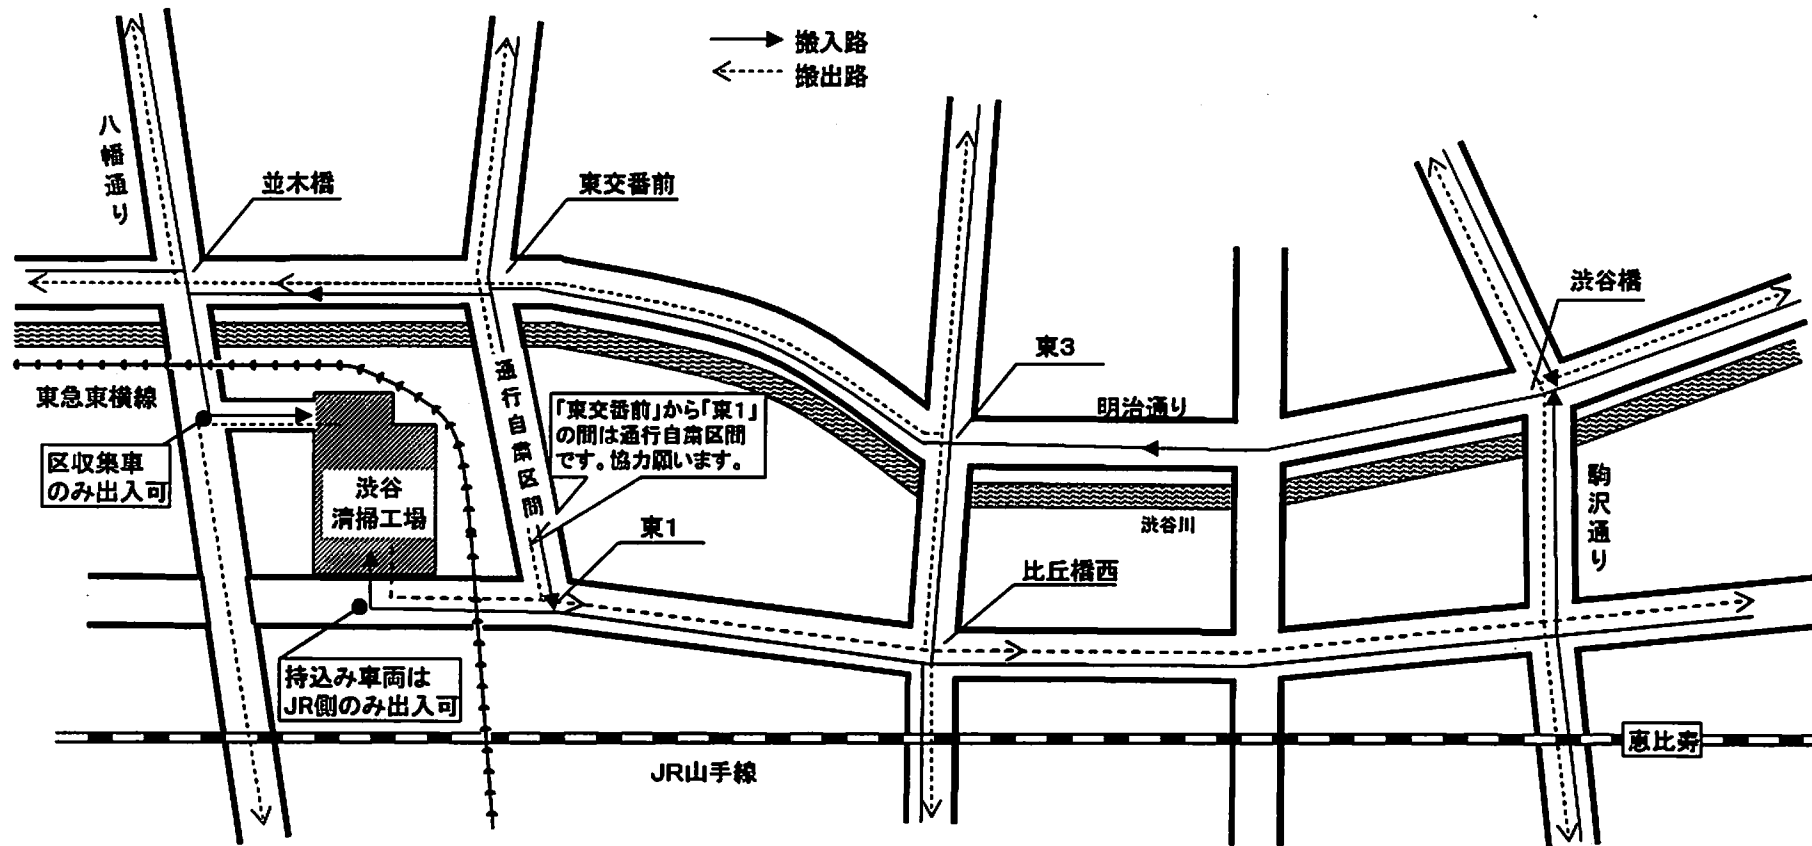 搬入路
搬出路
八幡通り
並木橋
東交番前
渋谷橋
東3
明治通り
東急東横線
通行自粛区間
「東交番前」から「東1」
の間は通行自粛区間
です。協力願います。
区収集車
のみ出入可
渋谷
清掃工場
東1
渋谷川
駒沢通り
比丘橋西
持込み車両は
JR側のみ出入可
恵比寿
JR山手線